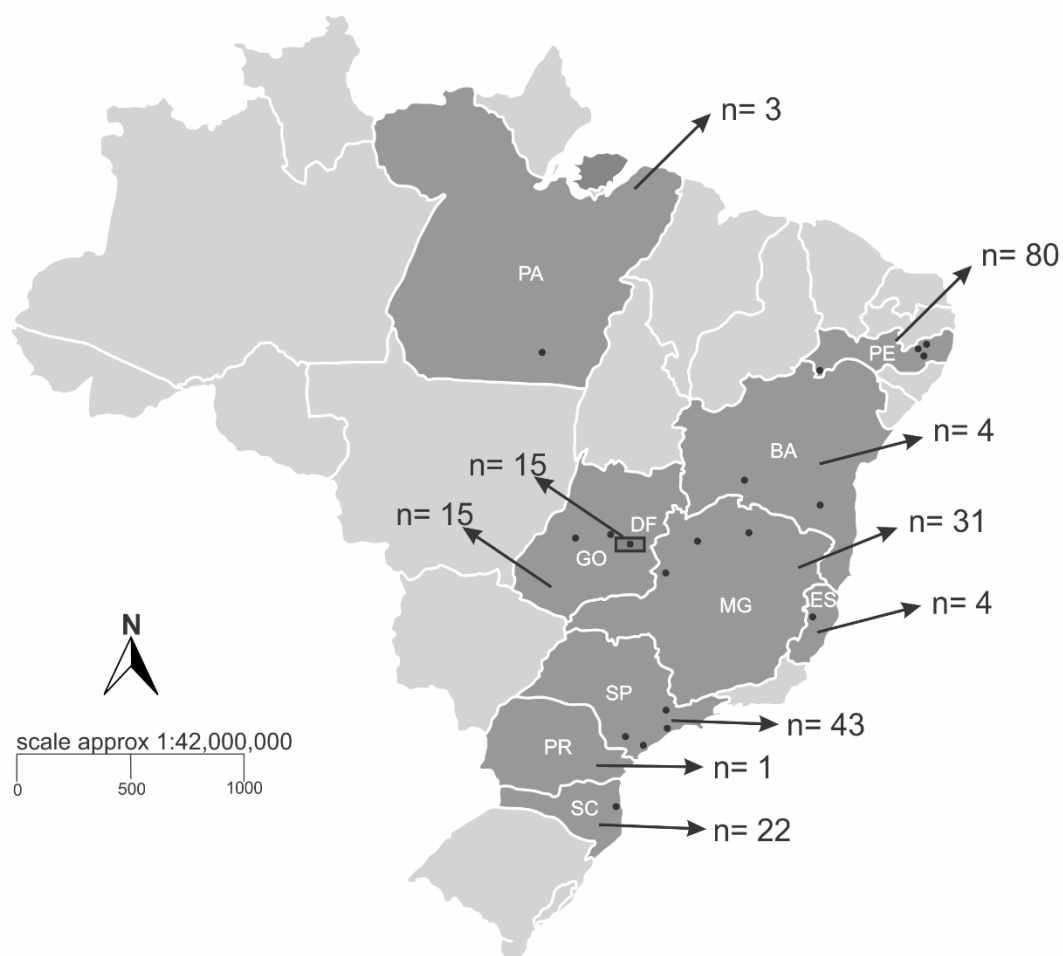 n= 3
PA
n= 80
PE
n= 4
BA
n= 15
n= 15
DF
GO
n= 31
MG
ES
n= 4
N
SP
scale approx 1:42,000,000
n= 43
PR
n= 1
0
500
1000
SC
n= 22